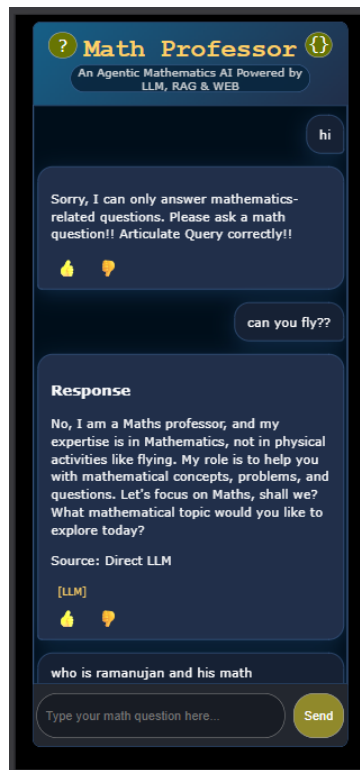 ? Math Professor {}
An Agentic Mathematics AI Powered by
LLM, RAG & WEB
hi
Sorry, I can only answer mathematics-
related questions. Please ask a math
question!! Articulate Query correctly!!
can you fly??
Response
No, I am a Maths professor, and my
expertise is in Mathematics, not in physical
activities like flying. My role is to help you
with mathematical concepts, problems, and
questions. Let's focus on Maths, shall we?
What mathematical topic would you like to
explore today?
Source: Direct LLM
[LLM]
who is ramanujan and his math
Type your math question here...
Send